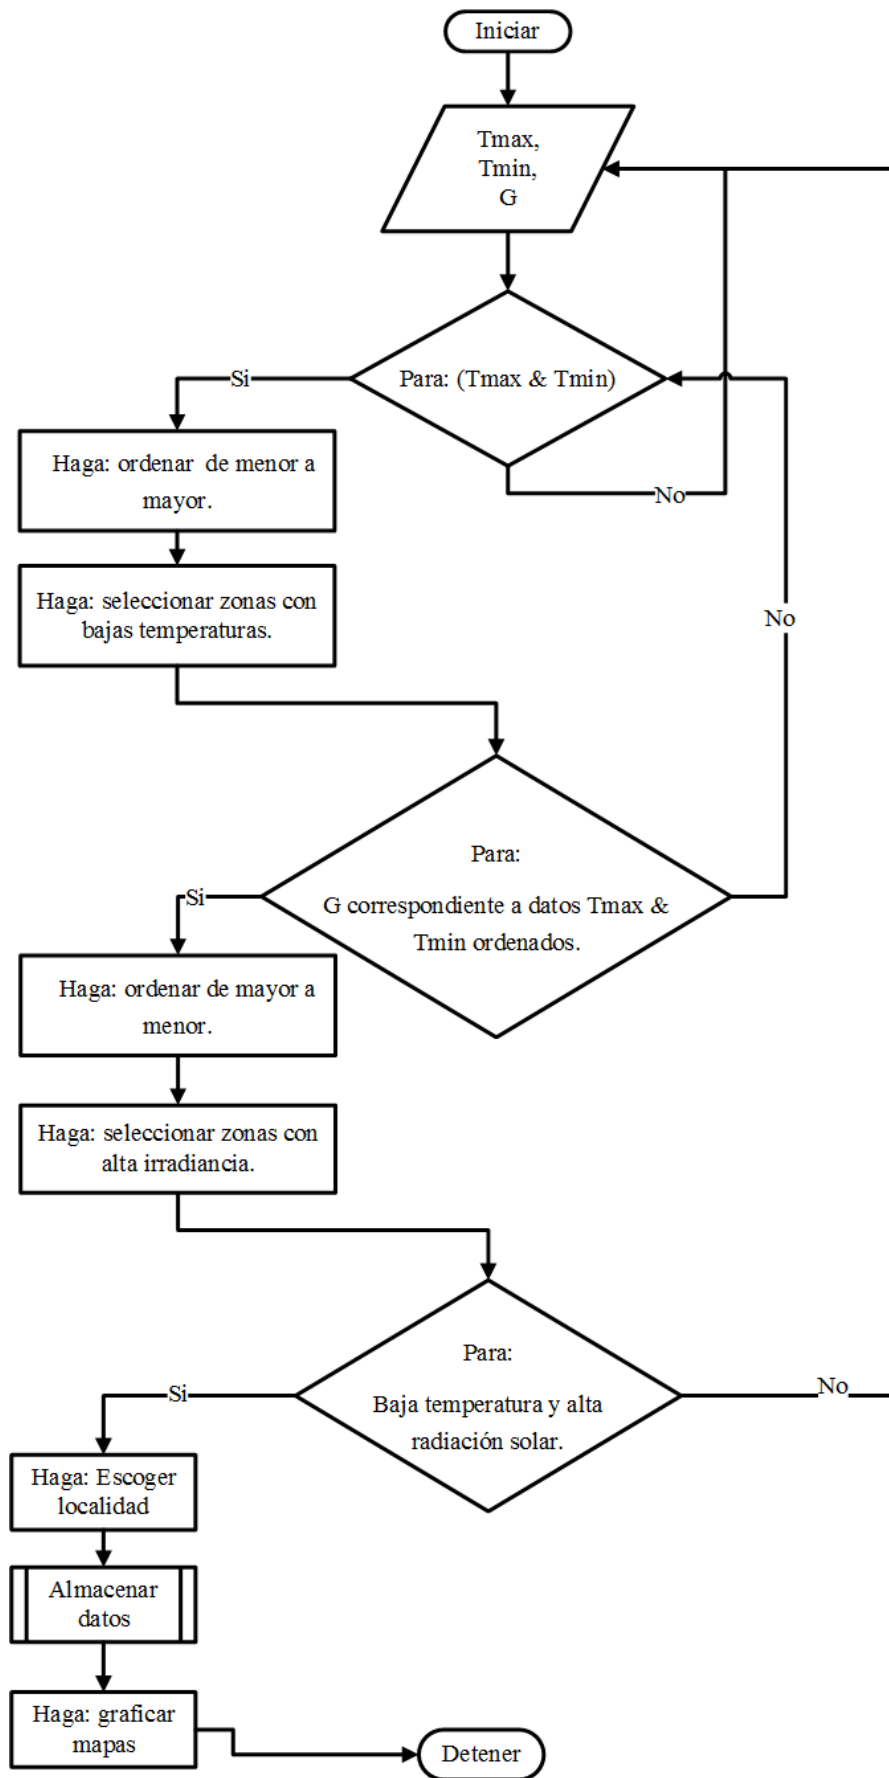 Iniciar
Tmax,
Tmin,
G
Para: (Tmax & Tmin)
Si
No
Haga: ordenar de menor a
mayor.
Haga: seleccionar zonas con
bajas temperaturas.
No
Para:
G correspondiente a datos Tmax &
Tmin ordenados.
Si
Haga: ordenar de mayor a
menor.
Haga: seleccionar zonas con
alta irradiancia.
Para:
Baja temperatura y alta
radiación solar.
Si
No
Haga: Escoger
localidad
Almacenar
datos
Haga: graficar
mapas
Detener